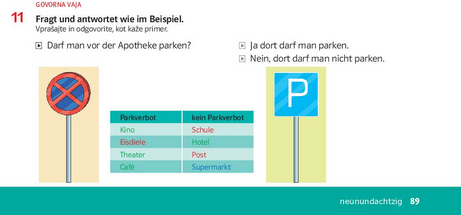 GOVORNA VAJA
11 Fragt und antwortet wie im Beispiel.
Vprašajte in odgovorite, kot kaže primer.
Darf man vor der Apotheke parken?
Ja dort darf man parken.
Nein, dort darf man nicht parken.
P
Parkverbot kein Parkverbot
Kino Schule
Eisdiele Hotel
Theater Post
Café Supermarkt
neunundachtzig 89